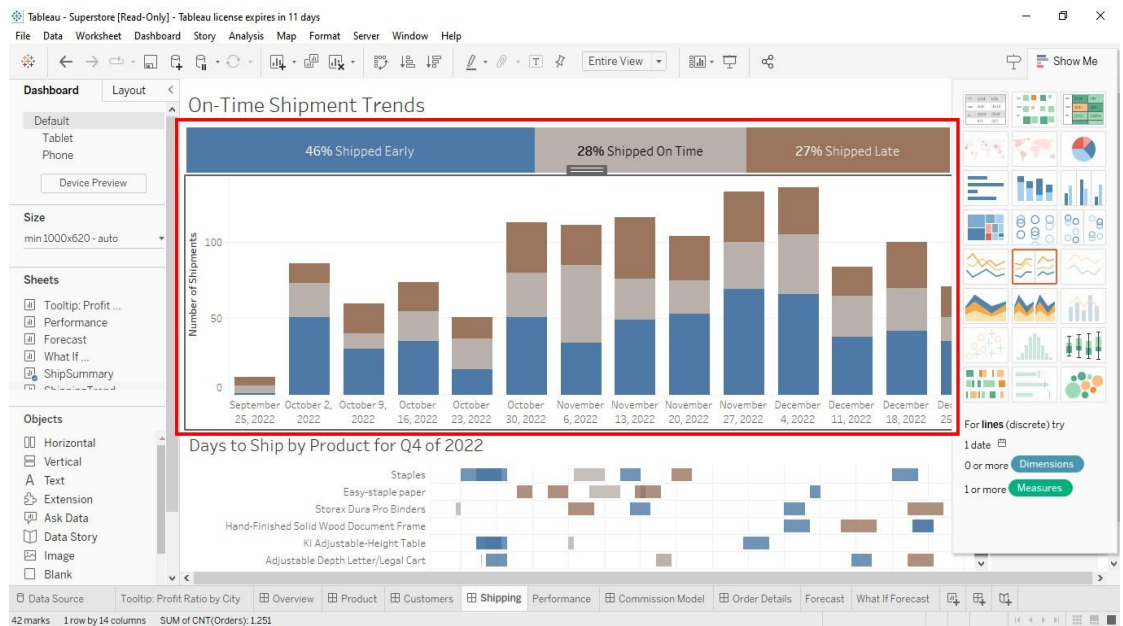 Tableau - Superstore [Read-Only] - Tableau license expires in 11 days
File Data Worksheet Dashboard Story Analysis Map Format Server Window Help
Entire View
Show Me
Dashboard Layout
Default
Tablet
Phone
Device Preview
Size
min 1000x620 - auto
Sheets
Tooltip: Profit ...
Performance
Forecast
What If ...
ShipSummary
Objects
Horizontal
Vertical
A Text
Extension
Ask Data
Data Story
Image
Blank
On-Time Shipment Trends
46% Shipped Early 28% Shipped On Time 27% Shipped Late
Number of Shipments
100
50
0
September 25, 2022
October 2, 2022
October 9, 2022
October 16, 2022
October 23, 2022
October 30, 2022
November 6, 2022
November 13, 2022
November 20, 2022
November 27, 2022
December 4, 2022
December 11, 2022
December 18, 2022
Dec
25
Days to Ship by Product for Q4 of 2022
Staples
Easy-staple paper
Storex Dura Pro Binders
Hand-Finished Solid Wood Document Frame
KI Adjustable-Height Table
Adjustable Depth Letter/Legal Cart
For lines (discrete) try
1 date
0 or more Dimensions
1 or more Measures
Data Source Tooltip: Profit Ratio by City Overview Product Customers Shipping Performance Commission Model Order Details Forecast What If Forecast
42 marks 1 row by 14 columns SUM of CNT(Orders): 1,251